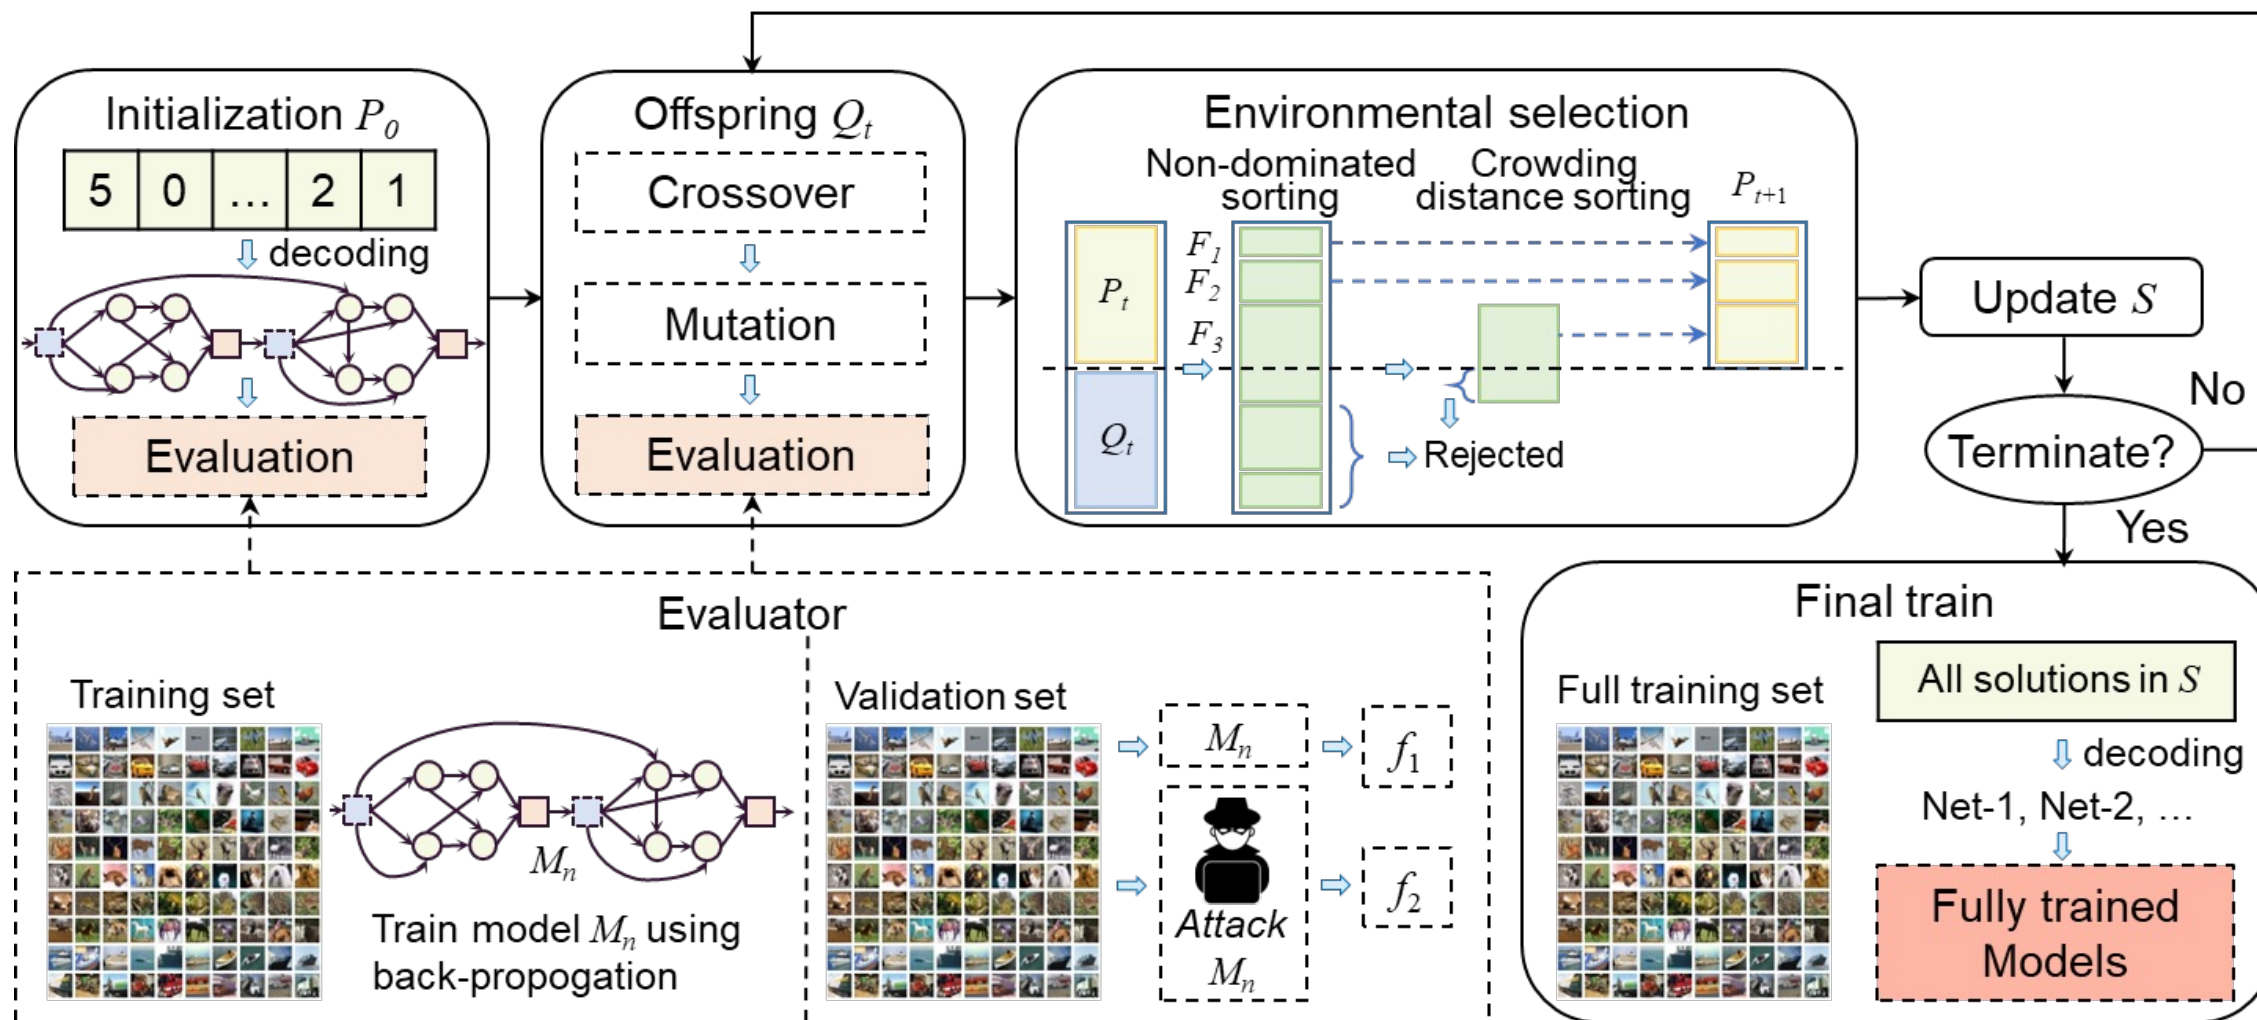 Initialization P0
5 0 … 2 1
decoding
Evaluation
Offspring Qt
Crossover
Mutation
Evaluation
Environmental selection
Non-dominated
sorting
Crowding
distance sorting
Pt+1
F1
F2
F3
Pt
Qt
Rejected
Update S
Terminate?
No
Yes
Evaluator
Training set
Mn
Train model Mn using
back-propogation
Validation set
Mn
f1
Attack
Mn
f2
Final train
Full training set
All solutions in S
decoding
Net-1, Net-2, …
Fully trained
Models